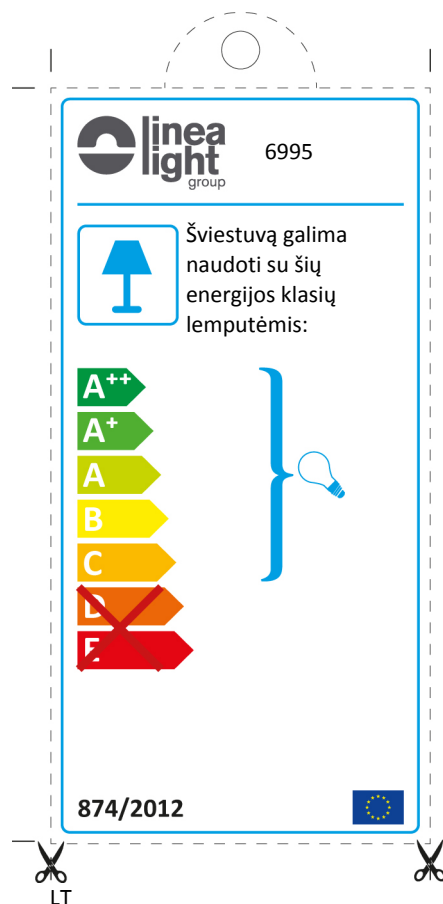 linea
light
group
6995
Šviestuvą galima
naudoti su šių
energijos klasių
lemputėmis:
A++
A+
A
B
C
D
E
874/2012
LT